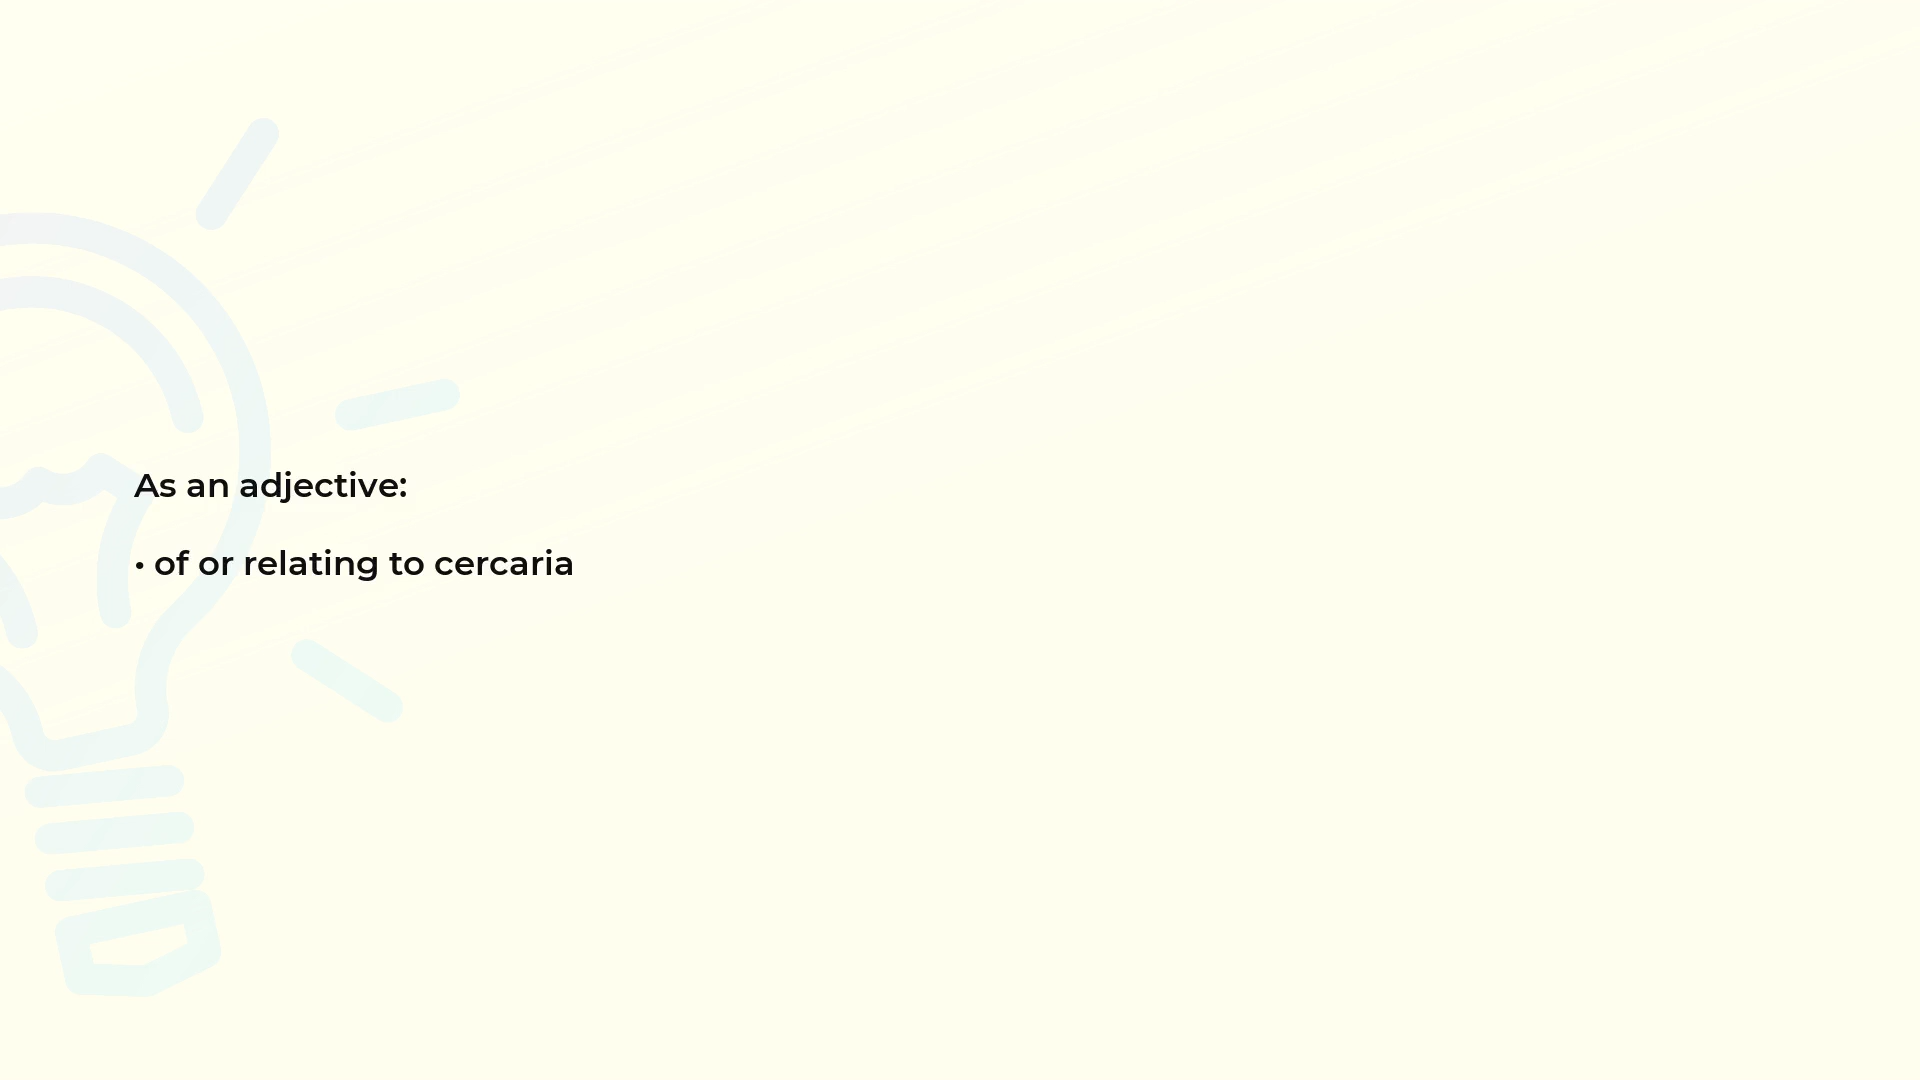 As an adjective:
• of or relating to cercaria